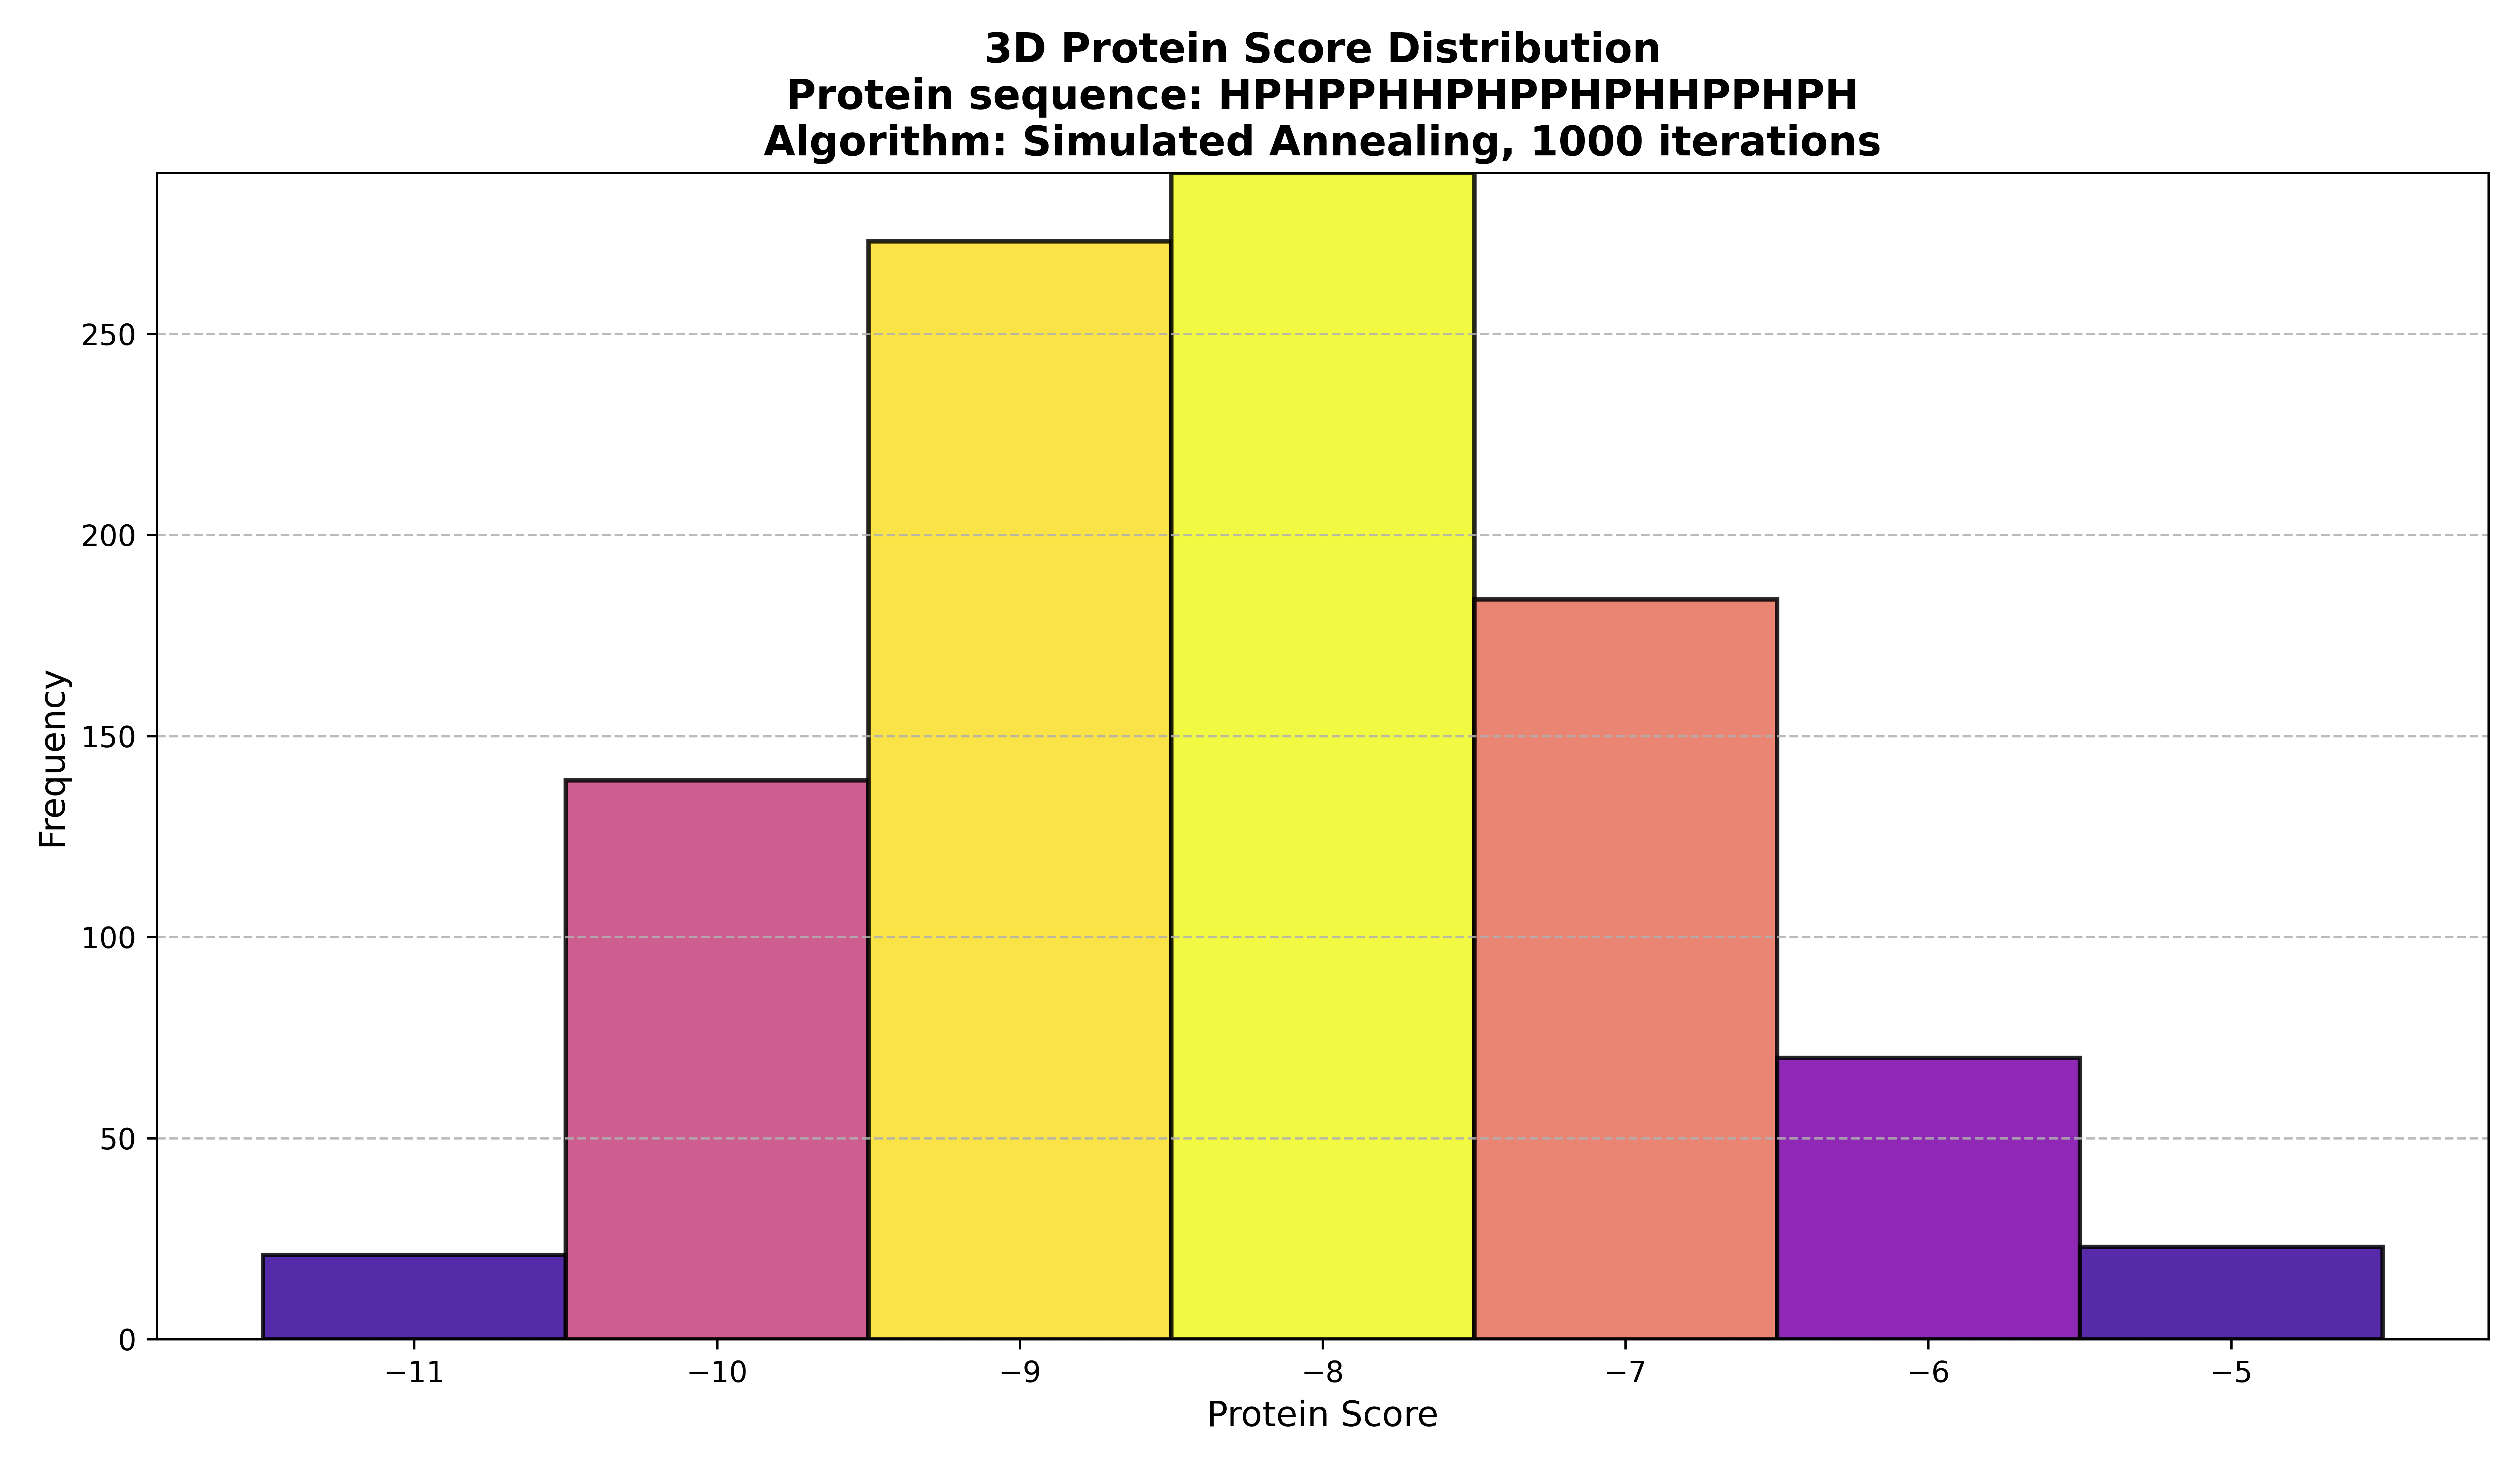 3D Protein Score Distribution
Protein sequence: HPHPPHHPHPPHPHHPPHPH
Algorithm: Simulated Annealing, 1000 iterations
Frequency
250
200
150
100
50
0
−11 −10 −9 −8 −7 −6 −5
Protein Score